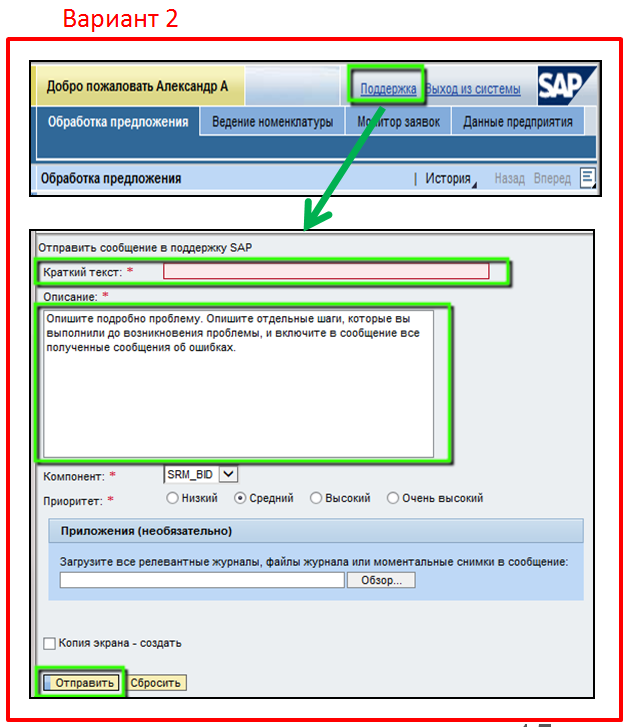 Вариант 2
Добро пожаловать Александр А
Поддержка Выход из системы SAP
Обработка предложения Ведение номенклатуры Монитор заявок Данные предприятия
Обработка предложения | История Назад Вперед
Отправить сообщение в поддержку SAP
Краткий текст: *
Описание: *
Опишите подробно проблему. Опишите отдельные шаги, которые вы
выполнили до возникновения проблемы, и включите в сообщение все
полученные сообщения об ошибках.
Компонент: * SRM_BID
Приоритет: * Низкий Средний Высокий Очень высокий
Приложения (необязательно)
Загрузите все релевантные журналы, файлы журнала или моментальные снимки в сообщение:
Обзор...
Копия экрана - создать
Отправить Сбросить